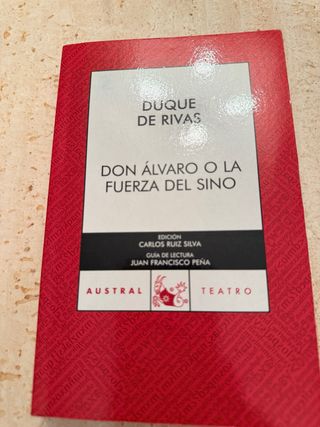 DUQUE
DE RIVAS
DON ÁLVARO O LA
FUERZA DEL SINO
EDICIÓN
CARLOS RUIZ SILVA
GUÍA DE LECTURA
JUAN FRANCISCO PEÑA
AUSTRAL TEATRO